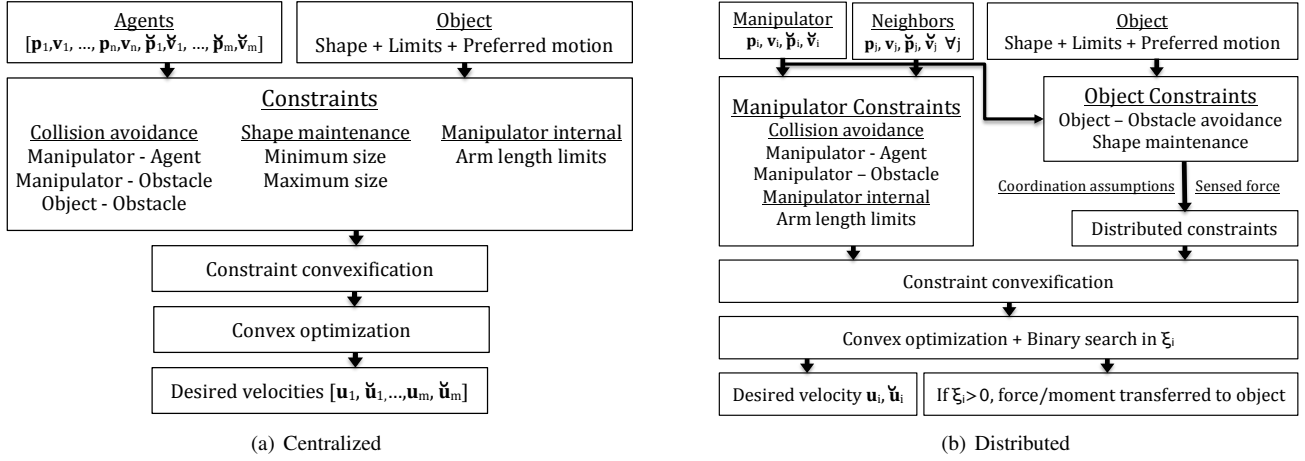 Agents
[p1,v1, ..., pn,vn, p̆1,v̆1, ..., p̆m,v̆m]
Object
Shape + Limits + Preferred motion
Constraints
Collision avoidance
Manipulator - Agent
Manipulator - Obstacle
Object - Obstacle
Shape maintenance
Minimum size
Maximum size
Manipulator internal
Arm length limits
Constraint convexification
Convex optimization
Desired velocities [u1, ŭ1,...,um, ŭm]
(a) Centralized
Manipulator
pi, vi, p̆i, v̆i
Neighbors
pj, vj, p̆j, v̆j ∀j
Object
Shape + Limits + Preferred motion
Manipulator Constraints
Collision avoidance
Manipulator - Agent
Manipulator – Obstacle
Manipulator internal
Arm length limits
Object Constraints
Object – Obstacle avoidance
Shape maintenance
Coordination assumptions
Sensed force
Distributed constraints
Constraint convexification
Convex optimization + Binary search in ξi
Desired velocity ui, ŭi
If ξi> 0, force/moment transferred to object
(b) Distributed